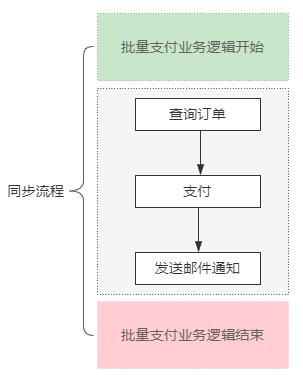 批量支付业务逻辑开始
查询订单
同步流程
支付
发送邮件通知
批量支付业务逻辑结束